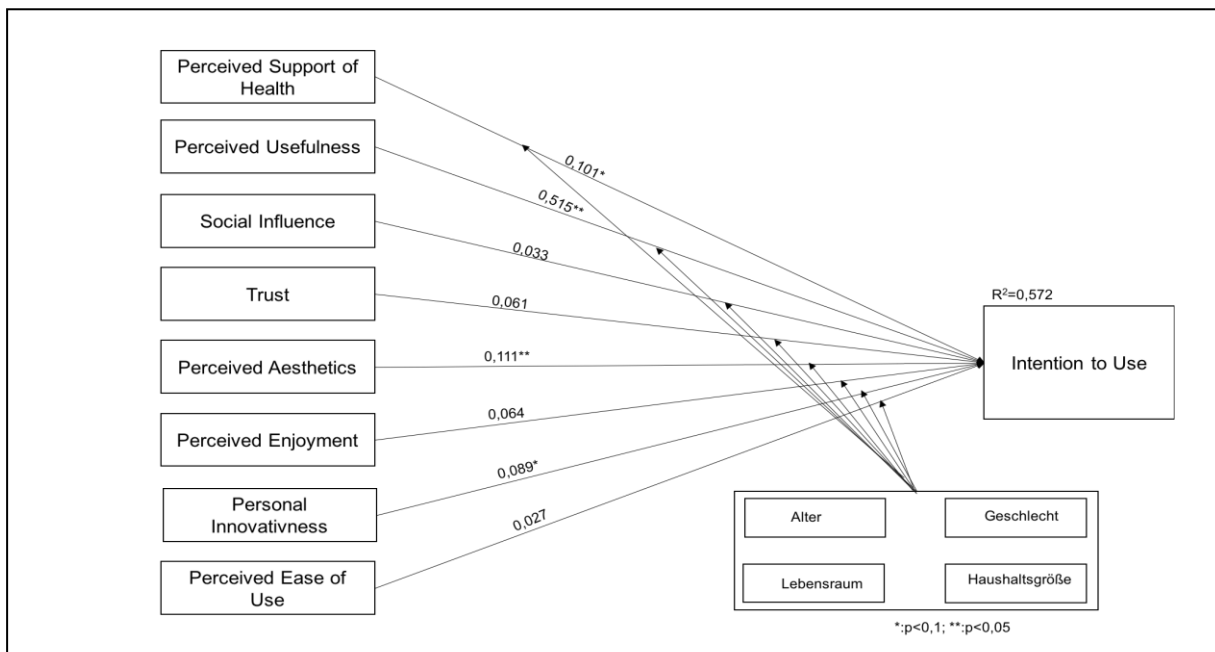 Perceived Support of
Health
0,101*
Perceived Usefulness
0,515**
Social Influence
0,033
Trust
0,061
R²=0,572
Perceived Aesthetics
0,111**
Intention to Use
Perceived Enjoyment
0,064
Personal
Innovativness
0,089*
Perceived Ease of
Use
0,027
Alter
Geschlecht
Lebensraum
Haushaltsgröße
*:p<0,1; **:p<0,05